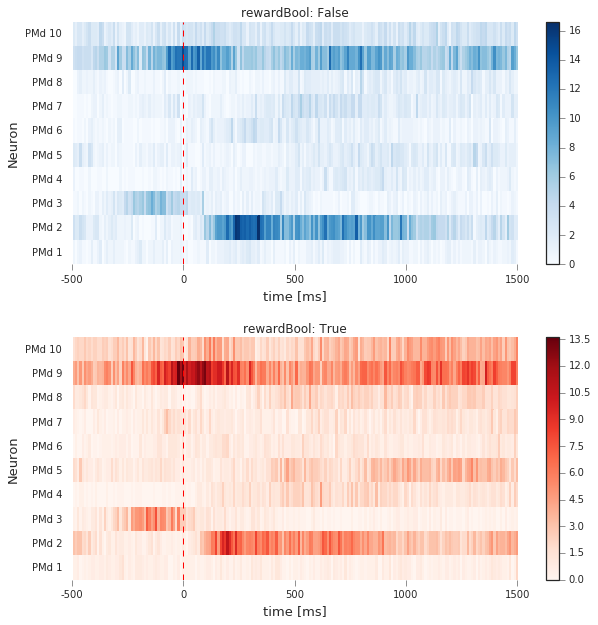 rewardBool: False
PMd 10
PMd 9
PMd 8
PMd 7
PMd 6
PMd 5
PMd 4
PMd 3
PMd 2
PMd 1
Neuron
-500 0 500 1000 1500
time [ms]
16
14
12
10
8
6
4
2
0
rewardBool: True
PMd 10
PMd 9
PMd 8
PMd 7
PMd 6
PMd 5
PMd 4
PMd 3
PMd 2
PMd 1
Neuron
-500 0 500 1000 1500
time [ms]
13.5
12.0
10.5
9.0
7.5
6.0
4.5
3.0
1.5
0.0